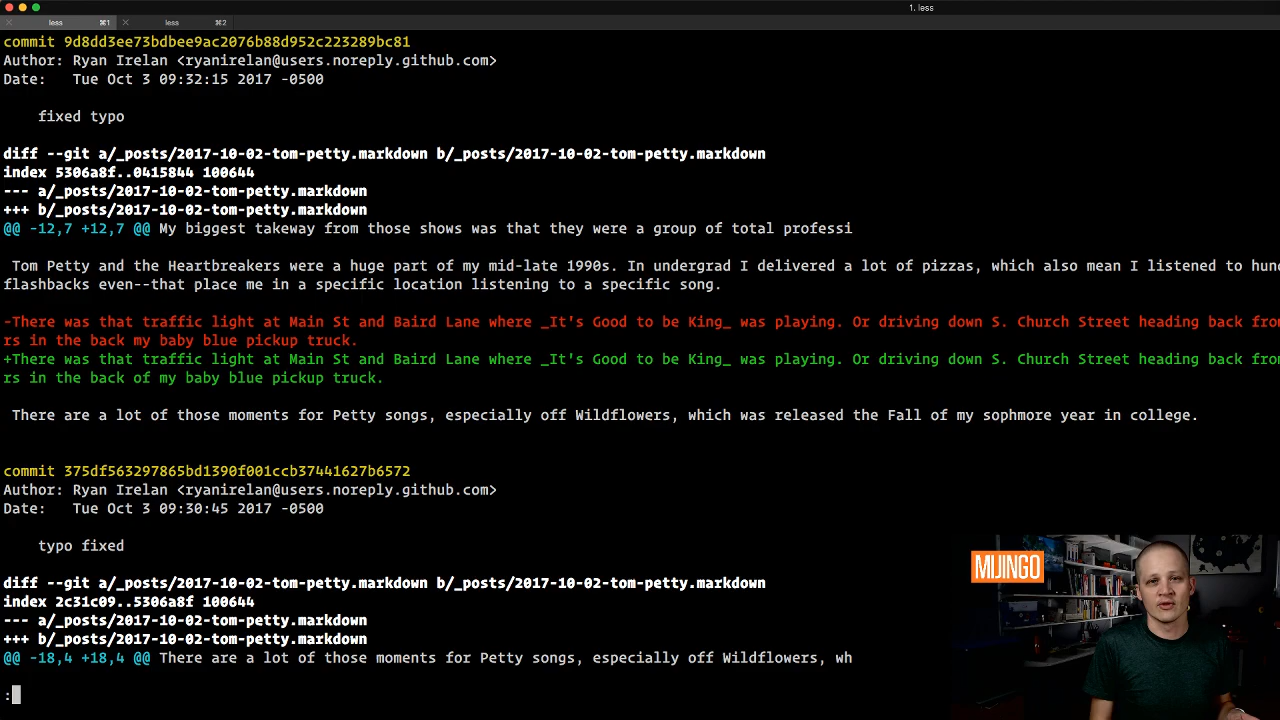 1. less
less ⌘1 less ⌘2
commit 9d8dd3ee73bdbee9ac2076b88d952c223289bc81
Author: Ryan Irelan <ryanirelan@users.noreply.github.com>
Date:   Tue Oct 3 09:32:15 2017 -0500
fixed typo
diff --git a/_posts/2017-10-02-tom-petty.markdown b/_posts/2017-10-02-tom-petty.markdown
index 5306a8f..0415844 100644
--- a/_posts/2017-10-02-tom-petty.markdown
+++ b/_posts/2017-10-02-tom-petty.markdown
@@ -12,7 +12,7 @@ My biggest takeway from those shows was that they were a group of total professi
Tom Petty and the Heartbreakers were a huge part of my mid-late 1990s. In undergrad I delivered a lot of pizzas, which also mean I listened to hund
flashbacks even--that place me in a specific location listening to a specific song.
-There was that traffic light at Main St and Baird Lane where _It's Good to be King_ was playing. Or driving down S. Church Street heading back from
rs in the back my baby blue pickup truck.
+There was that traffic light at Main St and Baird Lane where _It's Good to be King_ was playing. Or driving down S. Church Street heading back from
rs in the back of my baby blue pickup truck.
There are a lot of those moments for Petty songs, especially off Wildflowers, which was released the Fall of my sophmore year in college.
commit 375df563297865bd1390f001ccb37441627b6572
Author: Ryan Irelan <ryanirelan@users.noreply.github.com>
Date:   Tue Oct 3 09:30:45 2017 -0500
typo fixed
diff --git a/_posts/2017-10-02-tom-petty.markdown b/_posts/2017-10-02-tom-petty.markdown
index 2c31c09..5306a8f 100644
--- a/_posts/2017-10-02-tom-petty.markdown
+++ b/_posts/2017-10-02-tom-petty.markdown
@@ -18,4 +18,4 @@ There are a lot of those moments for Petty songs, especially off Wildflowers, wh
:
MIJINGO